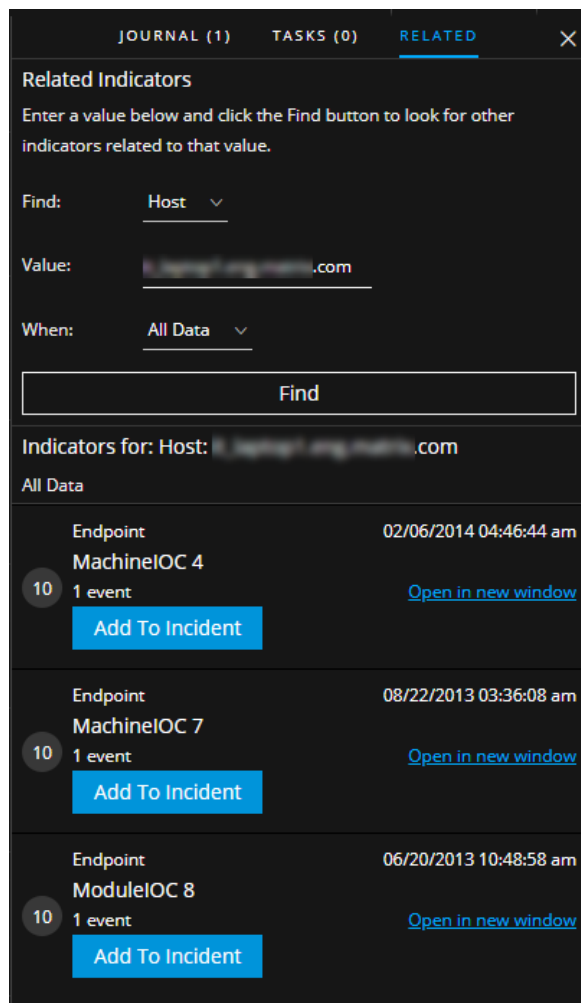 JOURNAL (1) TASKS (0) RELATED
Related Indicators
Enter a value below and click the Find button to look for other
indicators related to that value.
Find: Host
Value: .com
When: All Data
Find
Indicators for: Host: .com
All Data
Endpoint 02/06/2014 04:46:44 am
MachineIOC 4
10 1 event Open in new window
Add To Incident
Endpoint 08/22/2013 03:36:08 am
MachineIOC 7
10 1 event Open in new window
Add To Incident
Endpoint 06/20/2013 10:48:58 am
ModuleIOC 8
10 1 event Open in new window
Add To Incident